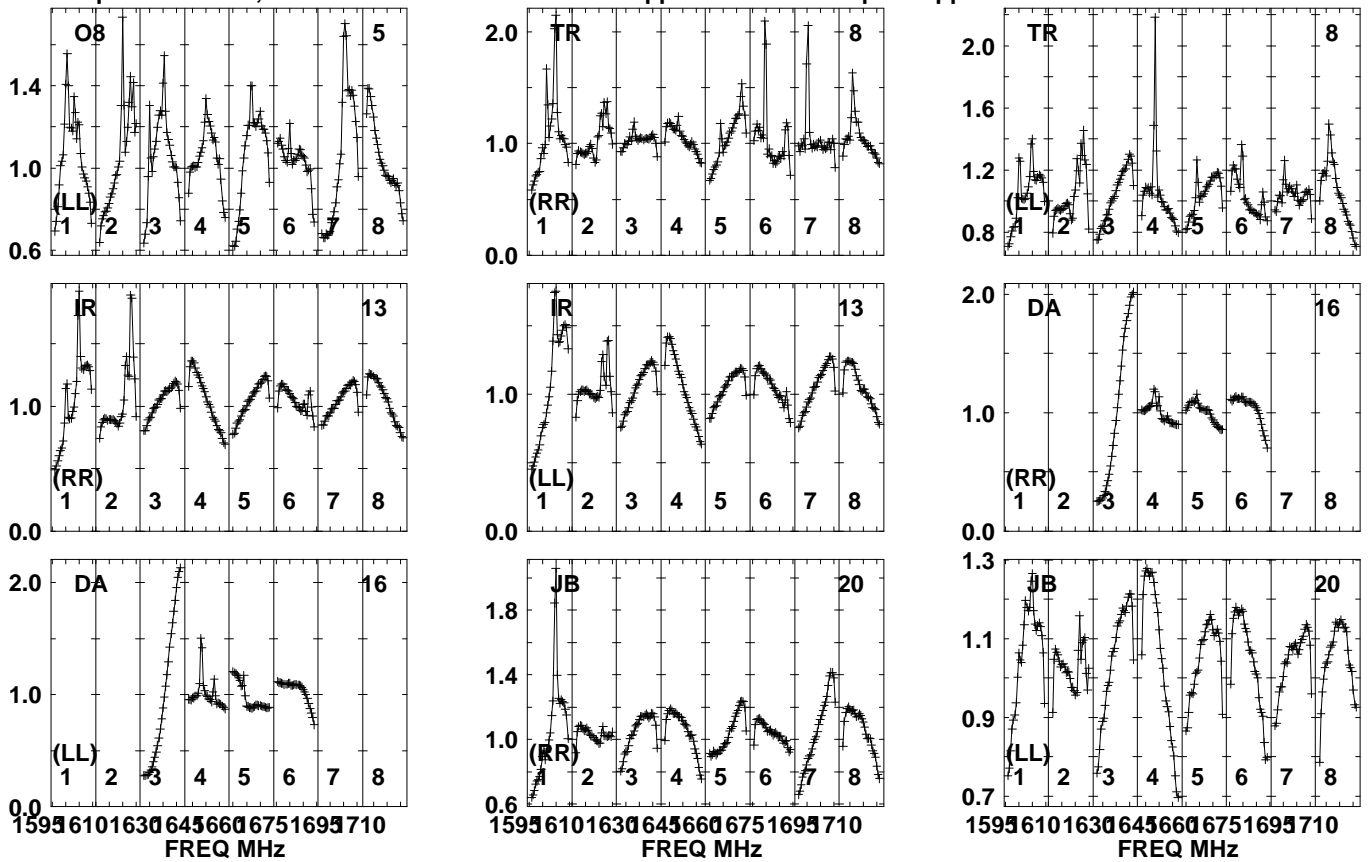 O8 5
1.4
1.0
0.6
(LL)
1 2 3 4 5 6 7 8
TR 8
2.0
1.0
0.0
(RR)
1 2 3 4 5 6 7 8
TR 8
2.0
1.6
1.2
0.8
(LL)
1 2 3 4 5 6 7 8
IR 13
1.0
0.0
(RR)
1 2 3 4 5 6 7 8
IR 13
1.0
0.0
(LL)
1 2 3 4 5 6 7 8
DA 16
2.0
1.0
0.0
(RR)
1 2 3 4 5 6 7 8
DA 16
2.0
1.0
0.0
(LL)
1 2 3 4 5 6 7 8
1595 1610 1630 1645 1660 1675 1695 1710
FREQ MHz
JB 20
1.8
1.4
1.0
0.6
(RR)
1 2 3 4 5 6 7 8
1595 1610 1630 1645 1660 1675 1695 1710
FREQ MHz
JB 20
1.3
1.1
0.9
0.7
(LL)
1 2 3 4 5 6 7 8
1595 1610 1630 1645 1660 1675 1695 1710
FREQ MHz